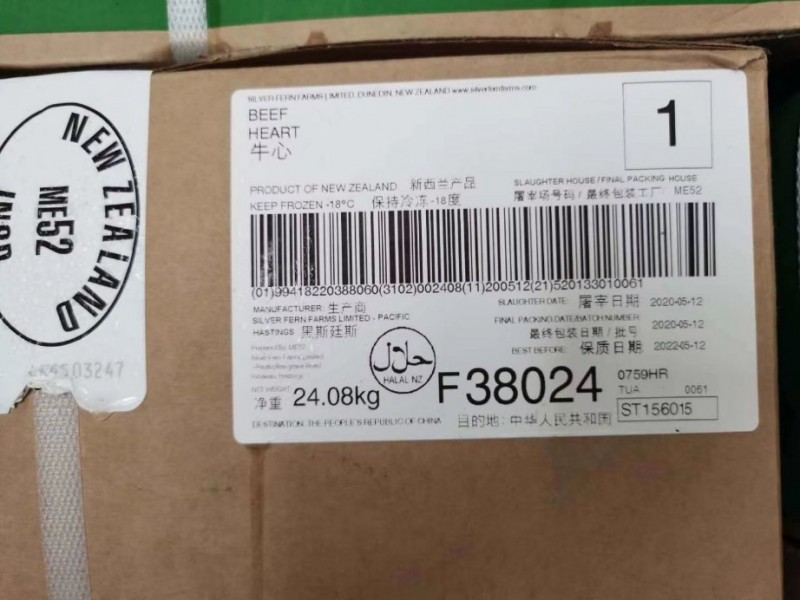 SILVER FERN FARMS LIMITED, DUNEDIN, NEW ZEALAND www.silverfernfarms.com
BEEF
HEART
牛心
1
PRODUCT OF NEW ZEALAND 新西兰产品
KEEP FROZEN -18°C 保持冷冻 -18度
SLAUGHTER HOUSE / FINAL PACKING HOUSE
屠宰场号码 / 最终包装工厂 ME52
(01)99418220388060(3102)002408(11)200512(21)520133010061
MANUFACTURER 生产商
SILVER FERN FARMS LIMITED - PACIFIC
HASTINGS 黑斯廷斯
SLAUGHTER DATE: 屠宰日期 2020-05-12
FINAL PACKING DATE/BATCH NUMBER:
最终包装日期 / 批号 2020-05-12
BEST BEFORE: 保质日期 2022-05-12
حلال
HALAL NZ
NET WEIGHT
净重 24.08kg
F38024
0759HR
TUA 0061
ST156015
DESTINATION: THE PEOPLE'S REPUBLIC OF CHINA 目的地: 中华人民共和国
NEW ZEALAND
ME52